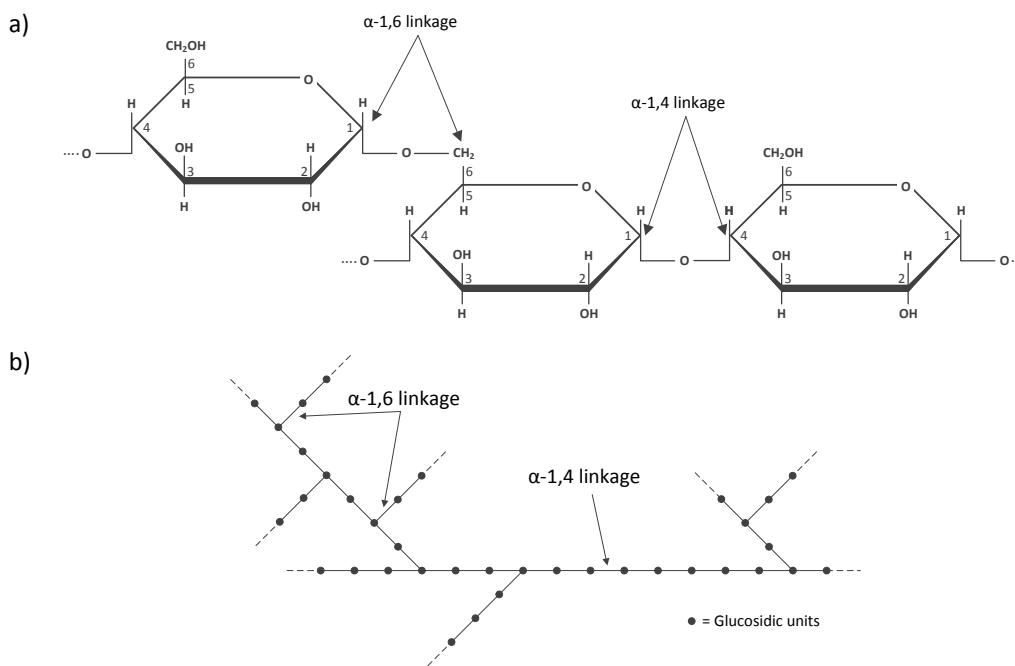 a)
α-1,6 linkage
CH₂OH
6
5
O
H
H
H
4
1
α-1,4 linkage
OH
H
3
2
.... O
O
CH₂
CH₂OH
H
OH
6
6
5
O
5
O
H
H
H
H
H
H
4
1
4
1
OH
H
OH
H
3
2
3
2
.... O
O
O ...
H
OH
H
OH
b)
α-1,6 linkage
α-1,4 linkage
= Glucosidic units